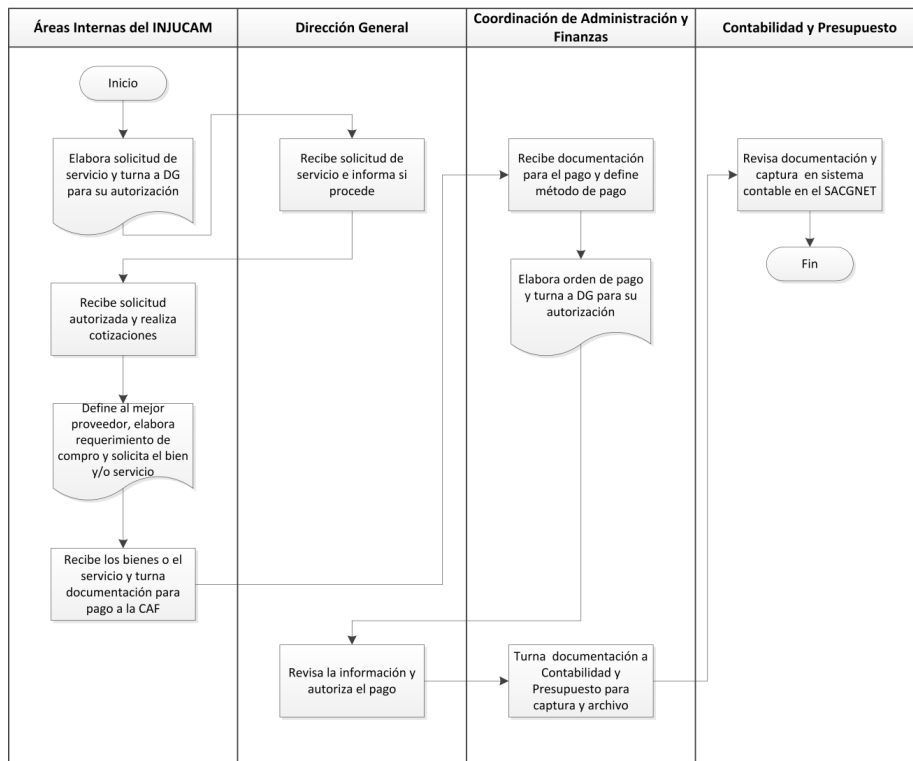 Áreas Internas del INJUCAM
Dirección General
Coordinación de Administración y
Finanzas
Contabilidad y Presupuesto
Inicio
Elabora solicitud de
servicio y turna a DG
para su autorización
Recibe solicitud de
servicio e informa si
procede
Recibe documentación
para el pago y define
método de pago
Revisa documentación y
captura en sistema
contable en el SACGNET
Fin
Elabora orden de pago
y turna a DG para su
autorización
Recibe solicitud
autorizada y realiza
cotizaciones
Define al mejor
proveedor, elabora
requerimiento de
compro y solicita el bien
y/o servicio
Recibe los bienes o el
servicio y turna
documentación para
pago a la CAF
Revisa la información y
autoriza el pago
Turna documentación a
Contabilidad y
Presupuesto para
captura y archivo